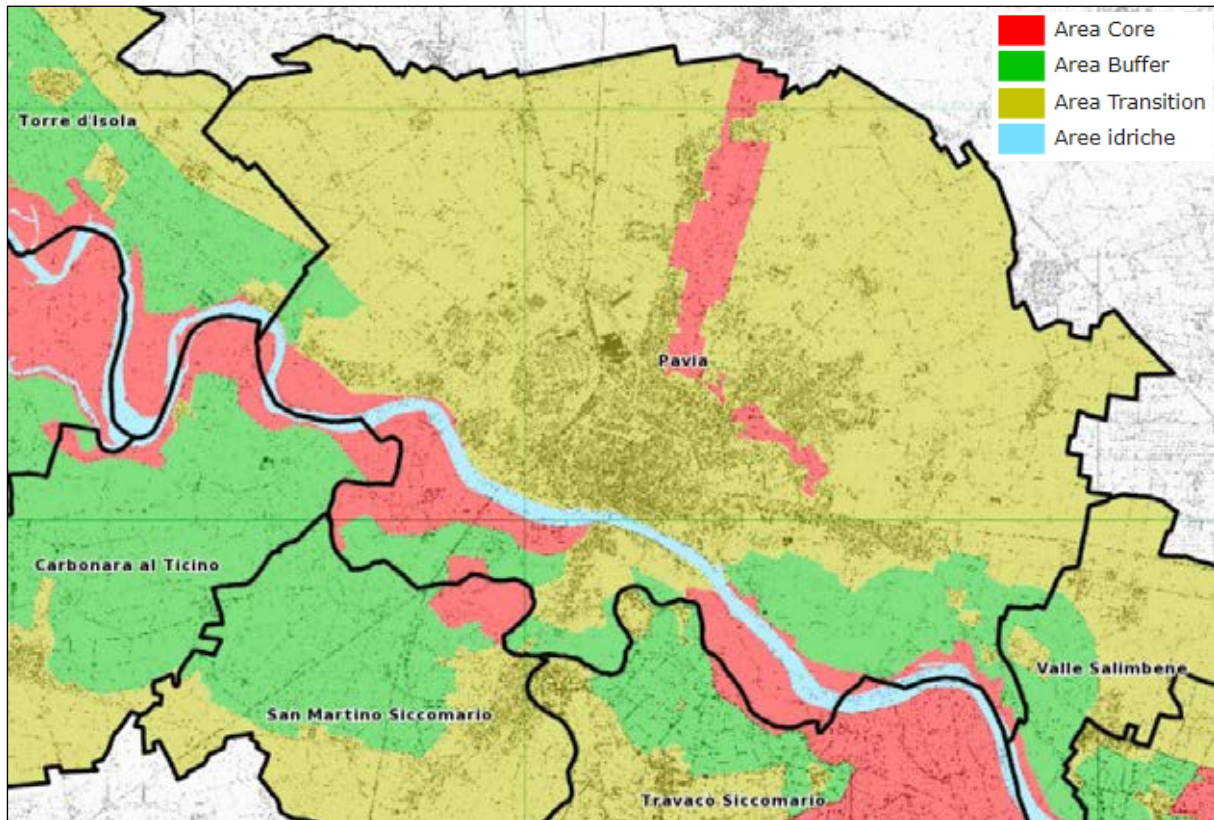 Area Core
Area Buffer
Area Transition
Aree idriche
Torre d'Isola
Pavia
Carbonara al Ticino
Valle Salimbene
San Martino Siccomario
Travacò Siccomario